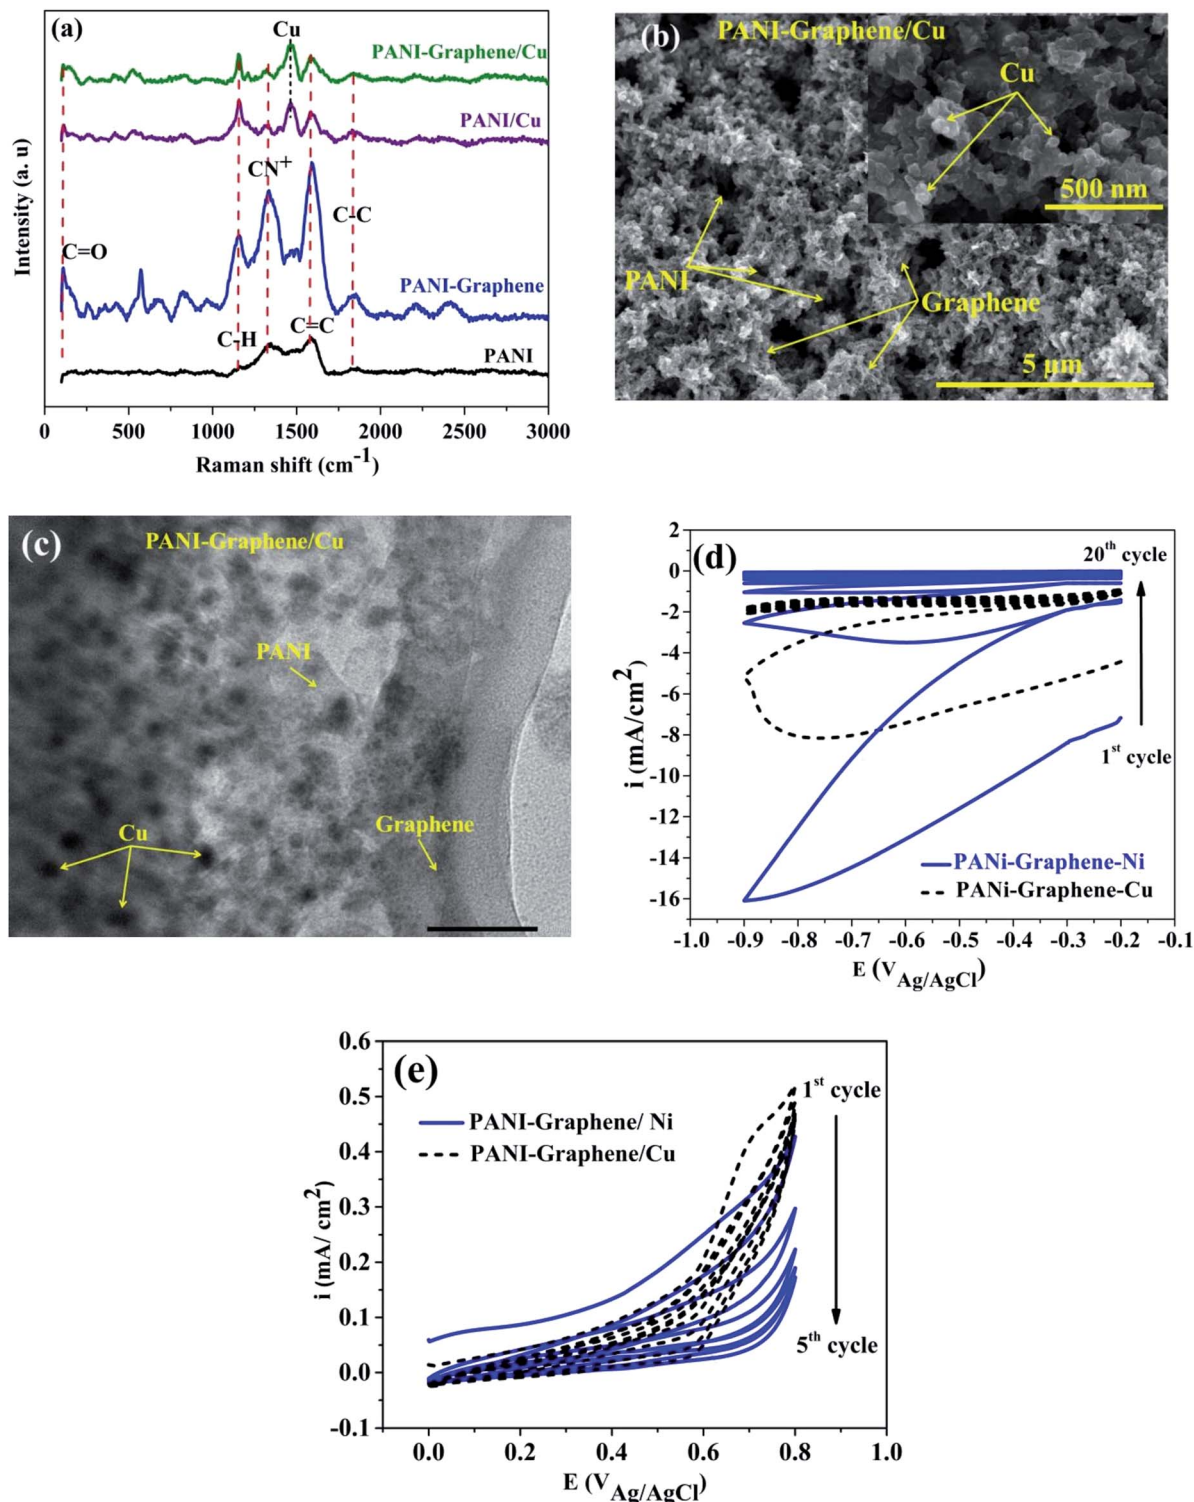 (a)
Cu
PANI-Graphene/Cu
PANI/Cu
CN+
C-C
C=O
PANI-Graphene
C-H
C=C
PANI
Intensity (a. u)
0 500 1000 1500 2000 2500 3000
Raman shift (cm-1)
(b)
PANI-Graphene/Cu
Cu
500 nm
PANI
Graphene
5 µm
(c)
PANI-Graphene/Cu
PANI
Cu
Graphene
(d)
20th cycle
1st cycle
PANi-Graphene-Ni
PANi-Graphene-Cu
2
0
-2
-4
-6
-8
-10
-12
-14
-16
i (mA/cm2)
-1.0 -0.9 -0.8 -0.7 -0.6 -0.5 -0.4 -0.3 -0.2 -0.1
E (VAg/AgCl)
(e)
1st cycle
PANI-Graphene/ Ni
PANI-Graphene/Cu
5th cycle
0.6
0.5
0.4
0.3
0.2
0.1
0.0
-0.1
i (mA/ cm2)
0.0 0.2 0.4 0.6 0.8 1.0
E (VAg/AgCl)